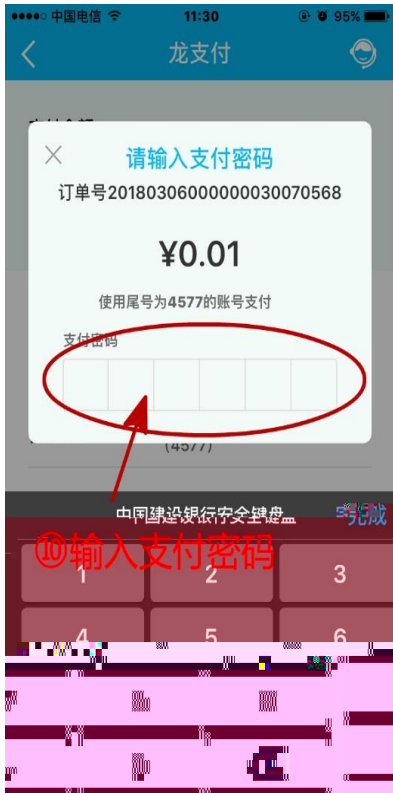 中国电信 11:30 95%
龙支付
请输入支付密码
订单号20180306000000030070568
¥0.01
使用尾号为4577的账号支付
支付密码
(4577)
中国建设银行安全键盘 完成
⑩输入支付密码
1 2 3
4 5 6